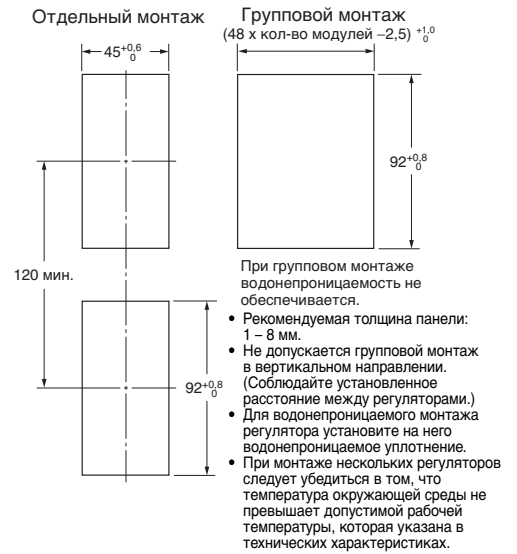 Отдельный монтаж
45+0,6 0
120 мин.
92+0,8 0
Групповой монтаж
(48 x кол-во модулей –2,5) +1,0 0
92+0,8 0
При групповом монтаже
водонепроницаемость не
обеспечивается.
• Рекомендуемая толщина панели:
1 – 8 мм.
• Не допускается групповой монтаж
в вертикальном направлении.
(Соблюдайте установленное
расстояние между регуляторами.)
• Для водонепроницаемого монтажа
регулятора установите на него
водонепроницаемое уплотнение.
• При монтаже нескольких регуляторов
следует убедиться в том, что
температура окружающей среды не
превышает допустимой рабочей
температуры, которая указана в
технических характеристиках.